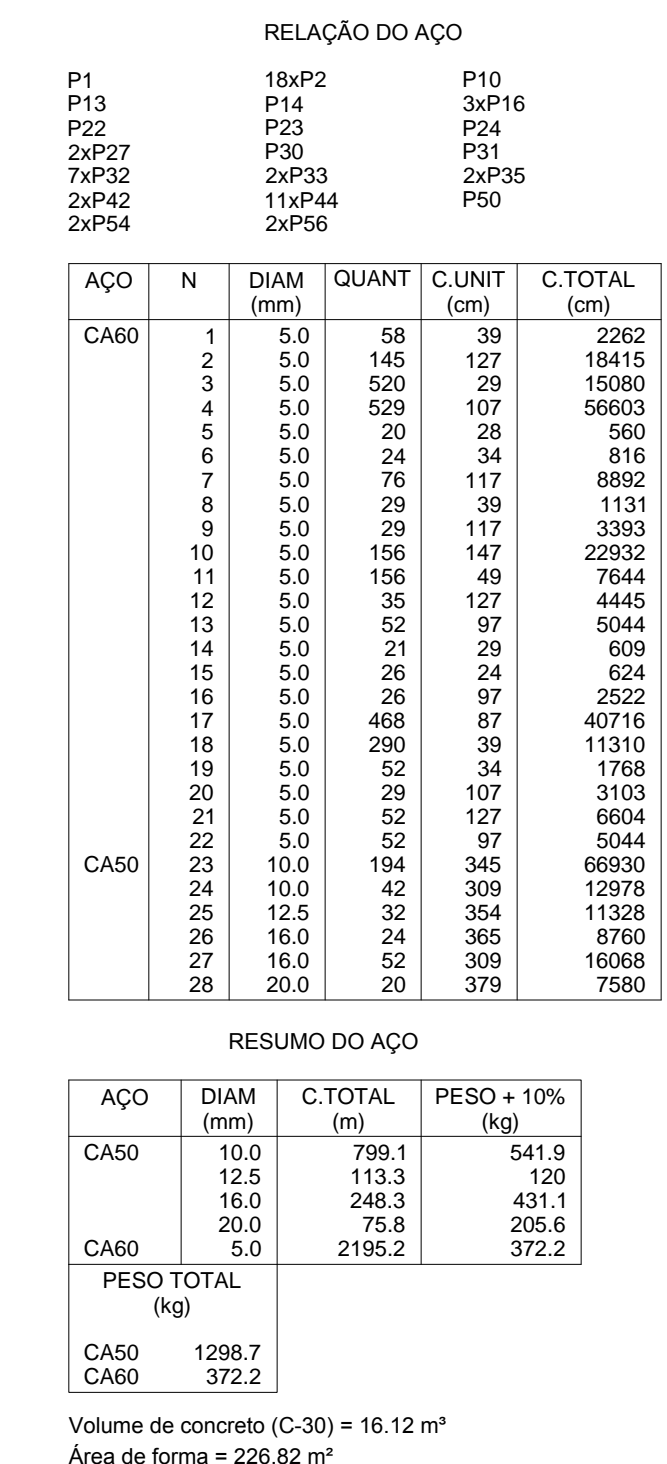 RELAÇÃO DO AÇO
P1 18xP2 P10
P13 P14 3xP16
P22 P23 P24
2xP27 P30 P31
7xP32 2xP33 2xP35
2xP42 11xP44 P50
2xP54 2xP56
AÇO N DIAM QUANT C.UNIT C.TOTAL
(mm) (cm) (cm)
CA60 1 5.0 58 39 2262
2 5.0 145 127 18415
3 5.0 520 29 15080
4 5.0 529 107 56603
5 5.0 20 28 560
6 5.0 24 34 816
7 5.0 76 117 8892
8 5.0 29 39 1131
9 5.0 29 117 3393
10 5.0 156 147 22932
11 5.0 156 49 7644
12 5.0 35 127 4445
13 5.0 52 97 5044
14 5.0 21 29 609
15 5.0 26 24 624
16 5.0 26 97 2522
17 5.0 468 87 40716
18 5.0 290 39 11310
19 5.0 52 34 1768
20 5.0 29 107 3103
21 5.0 52 127 6604
22 5.0 52 97 5044
CA50 23 10.0 194 345 66930
24 10.0 42 309 12978
25 12.5 32 354 11328
26 16.0 24 365 8760
27 16.0 52 309 16068
28 20.0 20 379 7580
RESUMO DO AÇO
AÇO DIAM C.TOTAL PESO + 10%
(mm) (m) (kg)
CA50 10.0 799.1 541.9
12.5 113.3 120
16.0 248.3 431.1
20.0 75.8 205.6
CA60 5.0 2195.2 372.2
PESO TOTAL
(kg)
CA50 1298.7
CA60 372.2
Volume de concreto (C-30) = 16.12 m³
Área de forma = 226.82 m²